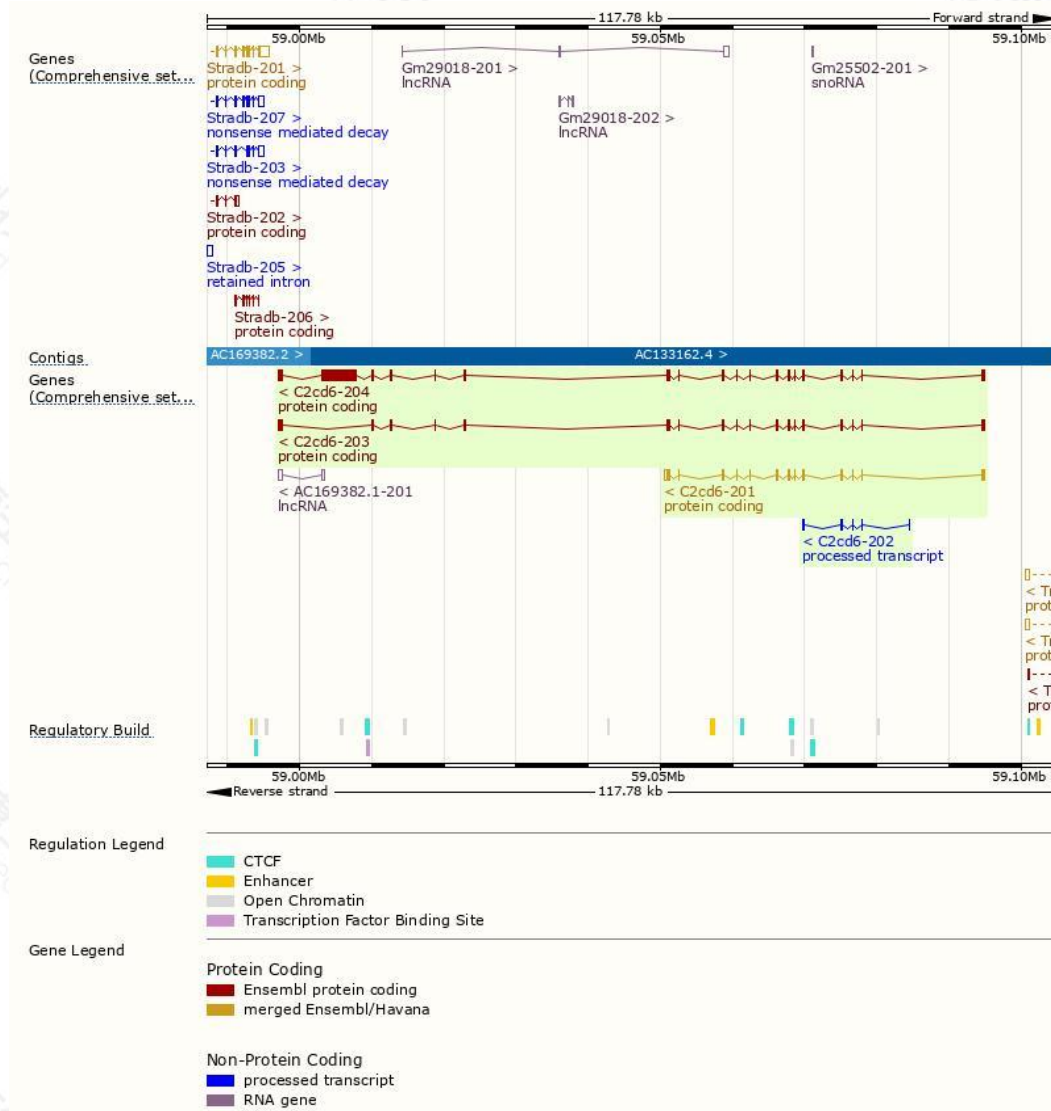 117.78 kb Forward strand
59.00Mb 59.05Mb 59.10Mb
Genes
(Comprehensive set...
Stradb-201 >
protein coding
Gm29018-201 >
lncRNA
Gm25502-201 >
snoRNA
Stradb-207 >
nonsense mediated decay
Gm29018-202 >
lncRNA
Stradb-203 >
nonsense mediated decay
Stradb-202 >
protein coding
Stradb-205 >
retained intron
Stradb-206 >
protein coding
Contigs
AC169382.2 > AC133162.4 >
Genes
(Comprehensive set...
< C2cd6-204
protein coding
< C2cd6-203
protein coding
< AC169382.1-201
lncRNA
< C2cd6-201
protein coding
< C2cd6-202
processed transcript
< Tr
prot
< Tr
prot
< T
pro
Regulatory Build
59.00Mb 59.05Mb 59.10Mb
Reverse strand 117.78 kb
Regulation Legend
CTCF
Enhancer
Open Chromatin
Transcription Factor Binding Site
Gene Legend
Protein Coding
Ensembl protein coding
merged Ensembl/Havana
Non-Protein Coding
processed transcript
RNA gene